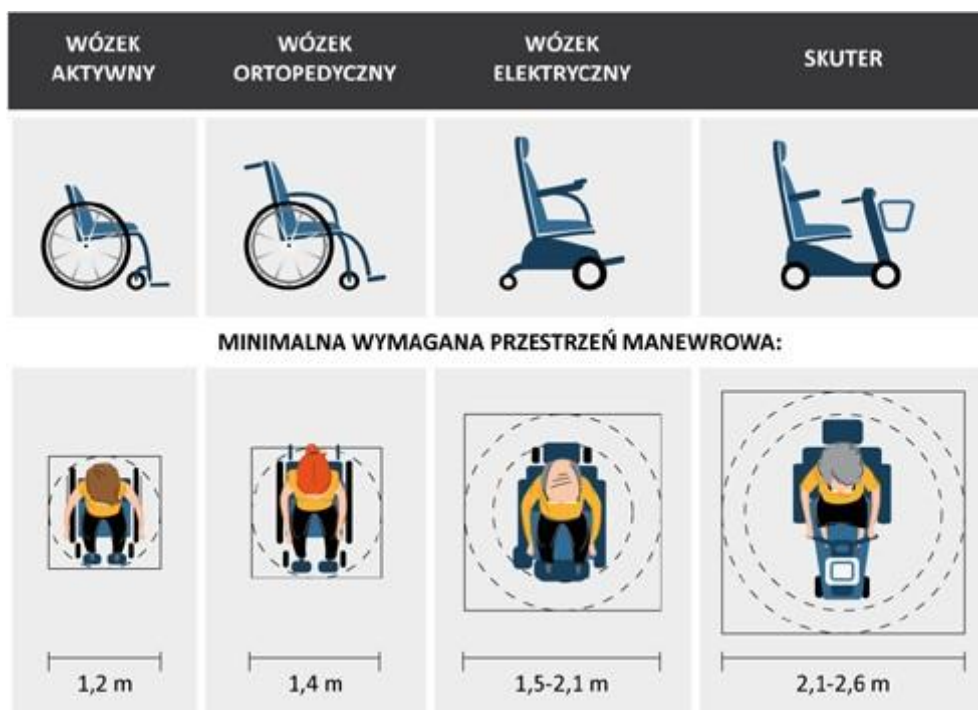 WÓZEK
AKTYWNY
WÓZEK
ORTOPEDYCZNY
WÓZEK
ELEKTRYCZNY
SKUTER
MINIMALNA WYMAGANA PRZESTRZEŃ MANEWROWA:
1,2 m
1,4 m
1,5-2,1 m
2,1-2,6 m